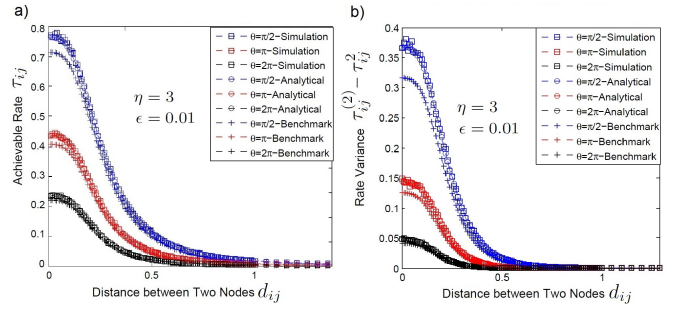 a)
Achievable Rate τij
0.8
0.7
0.6
0.5
0.4
0.3
0.2
0.1
0
0
0.5
1
Distance between Two Nodes dij
η = 3
ϵ = 0.01
θ=π/2−Simulation
θ=π−Simulation
θ=2π−Simulation
θ=π/2−Analytical
θ=π−Analytical
θ=2π−Analytical
θ=π/2−Benchmark
θ=π−Benchmark
θ=2π−Benchmark
b)
Rate Variance τ(2)ij − τ2ij
0.4
0.35
0.3
0.25
0.2
0.15
0.1
0.05
0
0
0.5
1
Distance between Two Nodes dij
η = 3
ϵ = 0.01
θ=π/2−Simulation
θ=π−Simulation
θ=2π−Simulation
θ=π/2−Analytical
θ=π−Analytical
θ=2π−Analytical
θ=π/2−Benchmark
θ=π−Benchmark
θ=2π−Benchmark